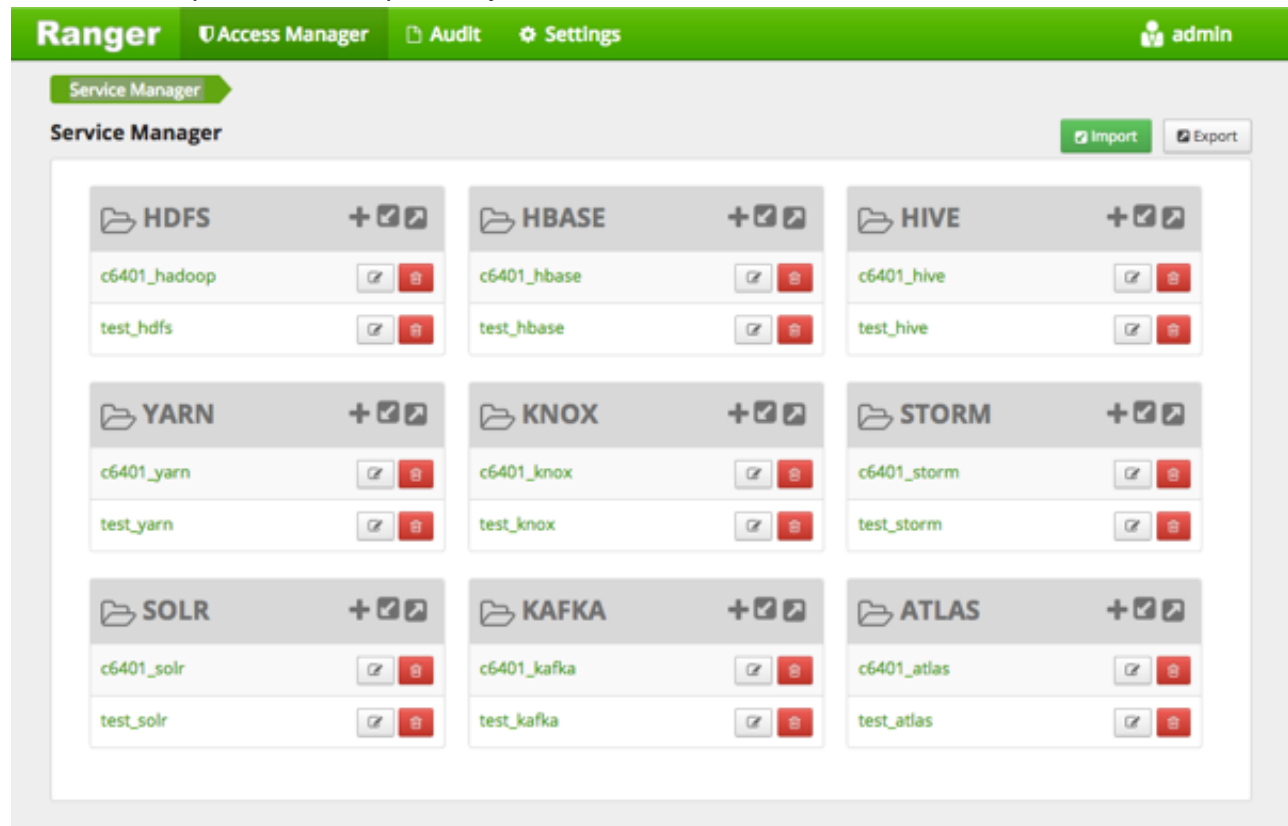 Ranger Access Manager Audit Settings admin
Service Manager
Service Manager Import Export
HDFS HBASE HIVE
c6401_hadoop c6401_hbase c6401_hive
test_hdfs test_hbase test_hive
YARN KNOX STORM
c6401_yarn c6401_knox c6401_storm
test_yarn test_knox test_storm
SOLR KAFKA ATLAS
c6401_solr c6401_kafka c6401_atlas
test_solr test_kafka test_atlas